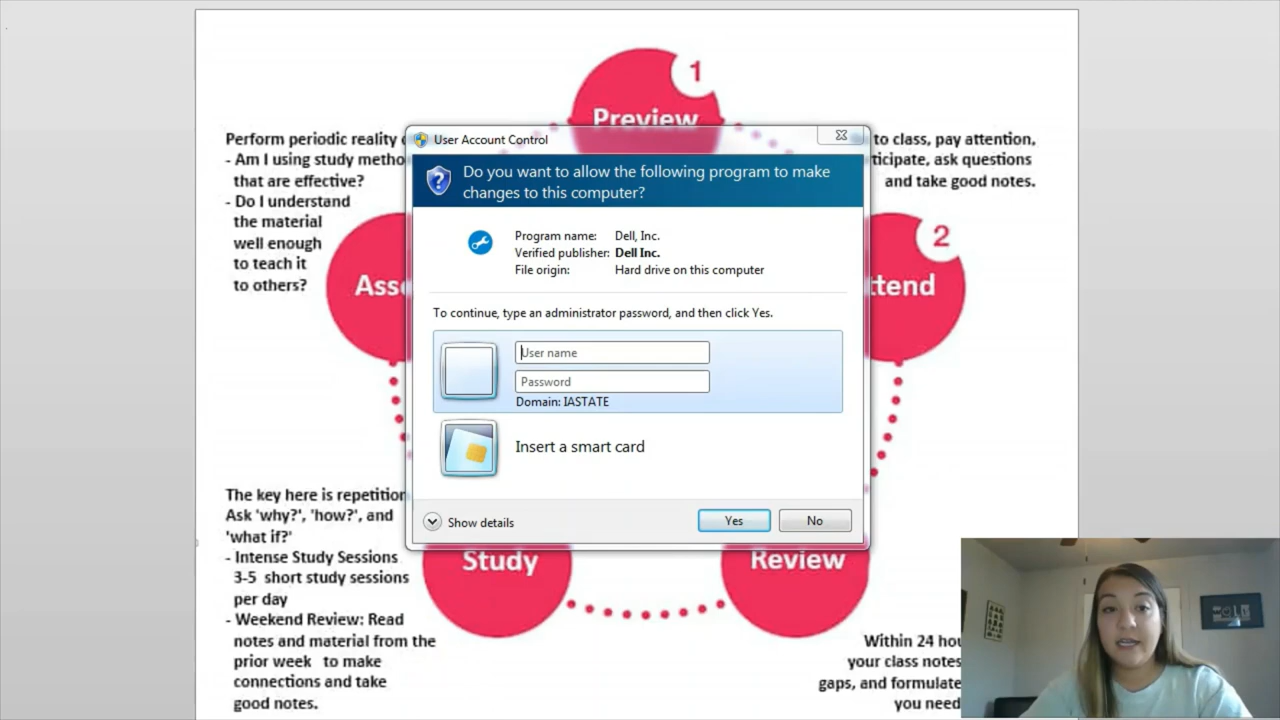 1
Preview
Perform periodic reality
- Am I using study
that are effective?
- Do I understand
the material
well enough
to teach it
to others?
to class, pay attention,
ask questions
and take good notes.
2
User Account Control
Do you want to allow the following program to make
changes to this computer?
Program name: Dell, Inc.
Verified publisher: Dell Inc.
File origin: Hard drive on this computer
To continue, type an administrator password, and then click Yes.
User name
Password
Domain: IASTATE
Insert a smart card
Show details
Yes
No
The key here is repetition
Ask 'why?', 'how?', and
'what if?'
- Intense Study Sessions
3-5 short study sessions
per day
- Weekend Review: Read
notes and material from the
prior week to make
connections and take
good notes.
Study
Review
Within 24
your class notes
gaps, and formulate
you need